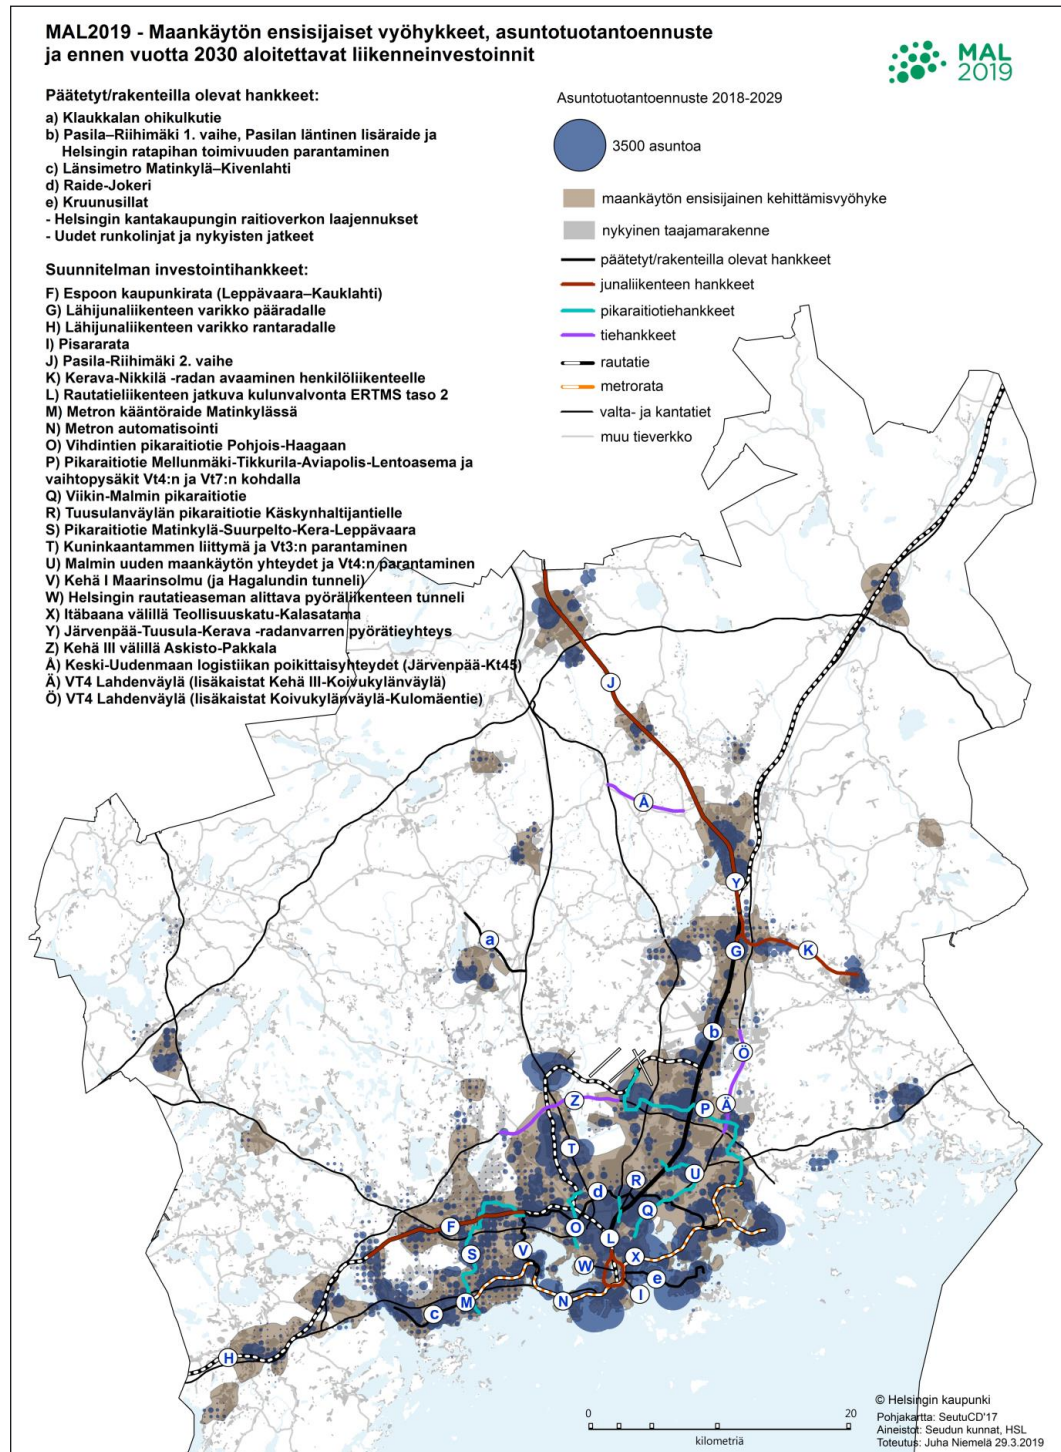 MAL2019 - Maankäytön ensisijaiset vyöhykkeet, asuntotuotantoennuste
ja ennen vuotta 2030 aloitettavat liikenneinvestoinnit
MAL
2019
Päätetyt/rakenteilla olevat hankkeet:
a) Klaukkalan ohikulkutie
b) Pasila–Riihimäki 1. vaihe, Pasilan läntinen lisäraide ja
Helsingin ratapihan toimivuuden parantaminen
c) Länsimetro Matinkylä–Kivenlahti
d) Raide-Jokeri
e) Kruunusillat
- Helsingin kantakaupungin raitioverkon laajennukset
- Uudet runkolinjat ja nykyisten jatkeet
Suunnitelman investointihankkeet:
F) Espoon kaupunkirata (Leppävaara–Kauklahti)
G) Lähijunaliikenteen varikko pääradalle
H) Lähijunaliikenteen varikko rantaradalle
I) Pisararata
J) Pasila-Riihimäki 2. vaihe
K) Kerava-Nikkilä -radan avaaminen henkilöliikenteelle
L) Rautatieliikenteen jatkuva kulunvalvonta ERTMS taso 2
M) Metron kääntöraide Matinkylässä
N) Metron automatisointi
O) Vihdintien pikaraitiotie Pohjois-Haagaan
P) Pikaraitiotie Mellunmäki-Tikkurila-Aviapolis-Lentoasema ja
vaihtopysäkit Vt4:n ja Vt7:n kohdalla
Q) Viikin-Malmin pikaraitiotie
R) Tuusulanväylän pikaraitiotie Käskynhaltijantielle
S) Pikaraitiotie Matinkylä-Suurpelto-Kera-Leppävaara
T) Kuninkaantammen liittymä ja Vt3:n parantaminen
U) Malmin uuden maankäytön yhteydet ja Vt4:n parantaminen
V) Kehä I Maarinsolmu (ja Hagalundin tunneli)
W) Helsingin rautatieaseman alittava pyöräliikenteen tunneli
X) Itäbaana välillä Teollisuuskatu-Kalasatama
Y) Järvenpää-Tuusula-Kerava -radanvarren pyörätieyhteys
Z) Kehä III välillä Askisto-Pakkala
Å) Keski-Uudenmaan logistiikan poikittaisyhteydet (Järvenpää-Kt45)
Ä) VT4 Lahdenväylä (lisäkaistat Kehä III-Koivukylänväylä)
Ö) VT4 Lahdenväylä (lisäkaistat Koivukylänväylä-Kulomäentie)
Asuntotuotantoennuste 2018-2029
3500 asuntoa
maankäytön ensisijainen kehittämisvyöhyke
nykyinen taajamarakenne
päätetyt/rakenteilla olevat hankkeet
junaliikenteen hankkeet
pikaraitiotiehankkeet
tiehankkeet
rautatie
metrorata
valta- ja kantatiet
muu tieverkko
J
Å
Y
a
G
K
b
Ö
Z
P
Ä
T
R
U
d
Q
F
O
L
S
V
X
W
e
I
M
N
c
H
0
20
kilometriä
© Helsingin kaupunki
Pohjakartta: SeutuCD'17
Aineistot: Seudun kunnat, HSL
Toteutus: Juha Niemelä 29.3.2019